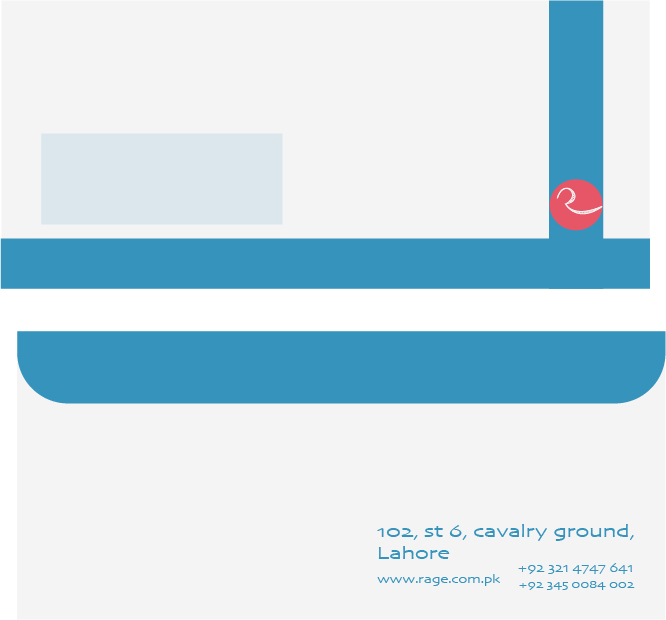 102, st 6, cavalry ground,
Lahore
+92 321 4747 641
www.rage.com.pk
+92 345 0084 002